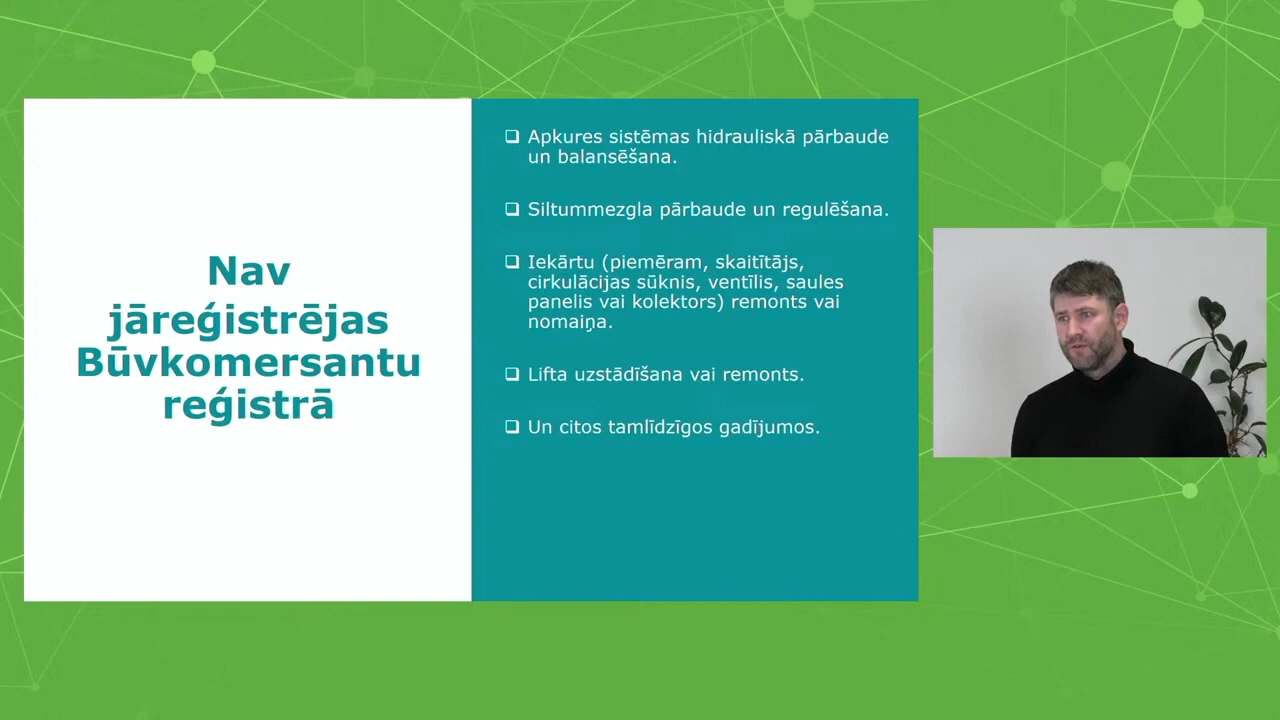 Nav
jāreģistrējas
Būvkomersantu
reģistrā
❑ Apkures sistēmas hidrauliskā pārbaude
un balansēšana.
❑ Siltummezgla pārbaude un regulēšana.
❑ Iekārtu (piemēram, skaitītājs,
cirkulācijas sūknis, ventīlis, saules
panelis vai kolektors) remonts vai
nomaiņa.
❑ Lifta uzstādīšana vai remonts.
❑ Un citos tamlīdzīgos gadījumos.